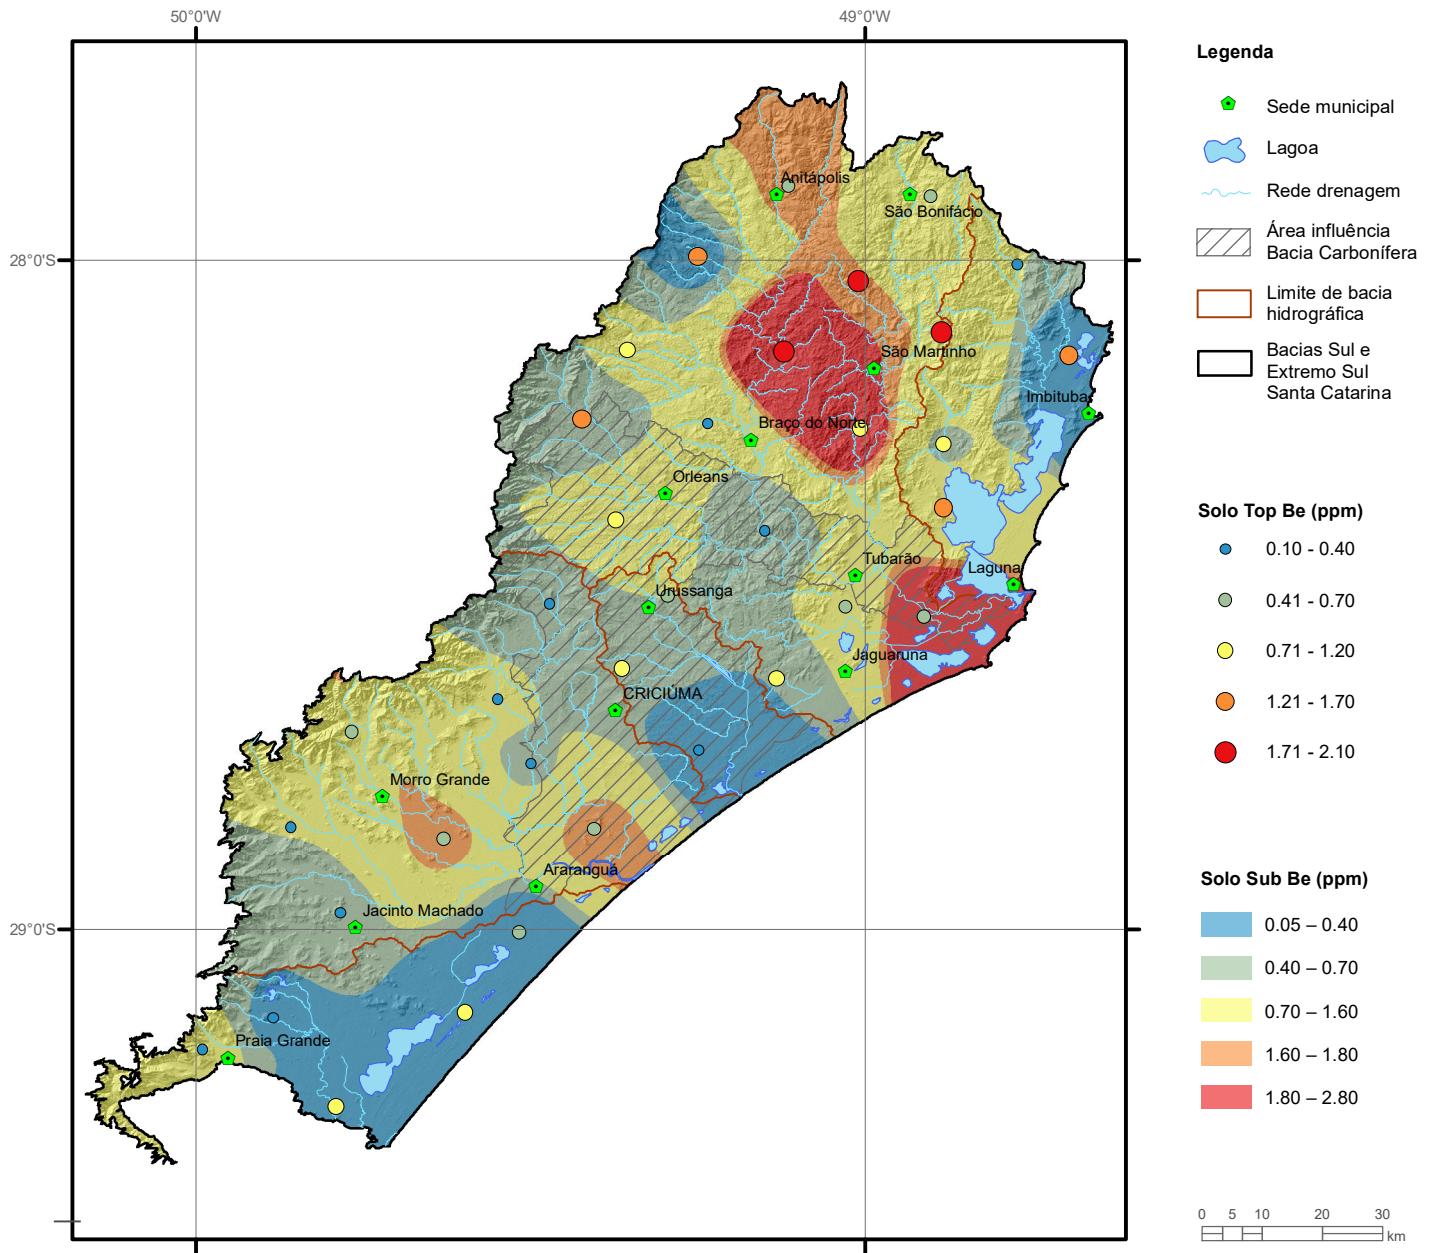 50°0'W
49°0'W
28°0'S
29°0'S
Anitápolis
São Bonifácio
São Martinho
Imbituba
Braço do Norte
Orleans
Tubarão
Laguna
Urussanga
Jaguaruna
CRICIÚMA
Morro Grande
Araranguá
Jacinto Machado
Praia Grande
Legenda
Sede municipal
Lagoa
Rede drenagem
Área influência
Bacia Carbonífera
Limite de bacia
hidrográfica
Bacias Sul e
Extremo Sul
Santa Catarina
Solo Top Be (ppm)
0.10 - 0.40
0.41 - 0.70
0.71 - 1.20
1.21 - 1.70
1.71 - 2.10
Solo Sub Be (ppm)
0.05 – 0.40
0.40 – 0.70
0.70 – 1.60
1.60 – 1.80
1.80 – 2.80
0 5 10 20 30
km